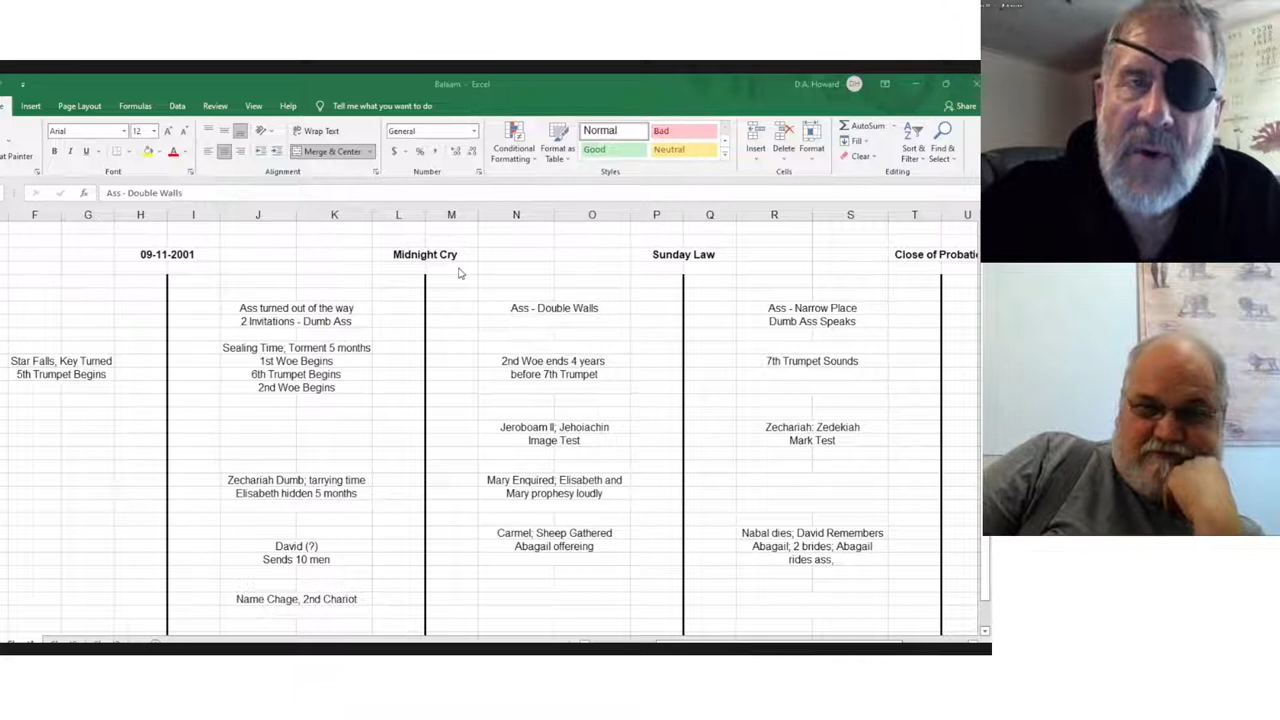 Balaam - Excel
D.A. Howard
DH
Insert
Page Layout
Formulas
Data
Review
View
Help
Tell me what you want to do
Share
Arial
12
A
A
Wrap Text
General
Normal
Bad
AutoSum
at Painter
B
I
U
A
Merge & Center
$
%
Conditional
Formatting
Format as
Table
Good
Neutral
Insert
Delete
Format
Fill
Clear
Sort &
Filter
Find &
Select
Font
Alignment
Number
Styles
Cells
Editing
fx
Ass - Double Walls
F G H I J K L M N O P Q R S T U
09-11-2001
Midnight Cry
Sunday Law
Close of Probati
Ass turned out of the way
2 Invitations - Dumb Ass
Ass - Double Walls
Ass - Narrow Place
Dumb Ass Speaks
Star Falls, Key Turned
5th Trumpet Begins
Sealing Time; Torment 5 months
1st Woe Begins
6th Trumpet Begins
2nd Woe Begins
2nd Woe ends 4 years
before 7th Trumpet
7th Trumpet Sounds
Jeroboam II; Jehoiachin
Image Test
Zechariah: Zedekiah
Mark Test
Zechariah Dumb; tarrying time
Elisabeth hidden 5 months
Mary Enquired; Elisabeth and
Mary prophesy loudly
David (?)
Sends 10 men
Carmel; Sheep Gathered
Abagail offereing
Nabal dies; David Remembers
Abagail; 2 brides; Abagail
rides ass,
Name Chage, 2nd Chariot